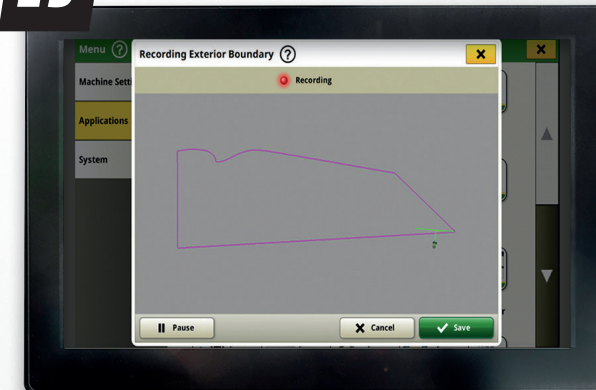 Menu
Recording Exterior Boundary ?
Recording
Machine Setti
Applications
System
Pause
Cancel
Save